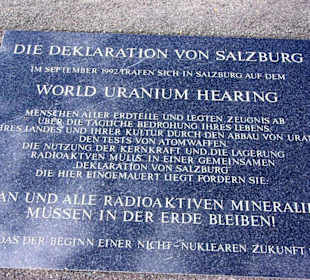 DIE DEKLARATION VON SALZBURG
IM SEPTEMBER 1992 TRAFEN SICH IN SALZBURG AUF DEM
WORLD URANIUM HEARING
MENSCHEN ALLER ERDTEILE UND LEGTEN ZEUGNIS AB
ÜBER DIE TÄGLICHE BEDROHUNG IHRES LEBENS,
HRES LANDES UND IHRER KULTUR DURCH DEN ABBAU VON URAN
DEN TESTS VON ATOMWAFFEN,
DIE NUTZUNG DER KERNKRAFT UND DIE LAGERUNG
RADIOAKTIVEN MÜLLS. IN EINER GEMEINSAMEN
DEKLARATION VON SALZBURG
DIE HIER EINGEMAUERT LIEGT FORDERN SIE:
AN UND ALLE RADIOAKTIVEN MINERALIE
MÜSSEN IN DER ERDE BLEIBEN!
DAS DER BEGINN EINER NICHT-NUKLEAREN ZUKUNFT